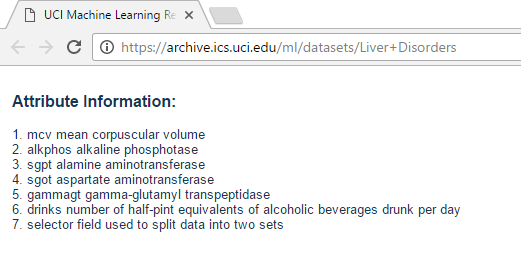 UCI Machine Learning Re
https://archive.ics.uci.edu/ml/datasets/Liver+Disorders
Attribute Information:
1. mcv mean corpuscular volume
2. alkphos alkaline phosphotase
3. sgpt alamine aminotransferase
4. sgot aspartate aminotransferase
5. gammagt gamma-glutamyl transpeptidase
6. drinks number of half-pint equivalents of alcoholic beverages drunk per day
7. selector field used to split data into two sets